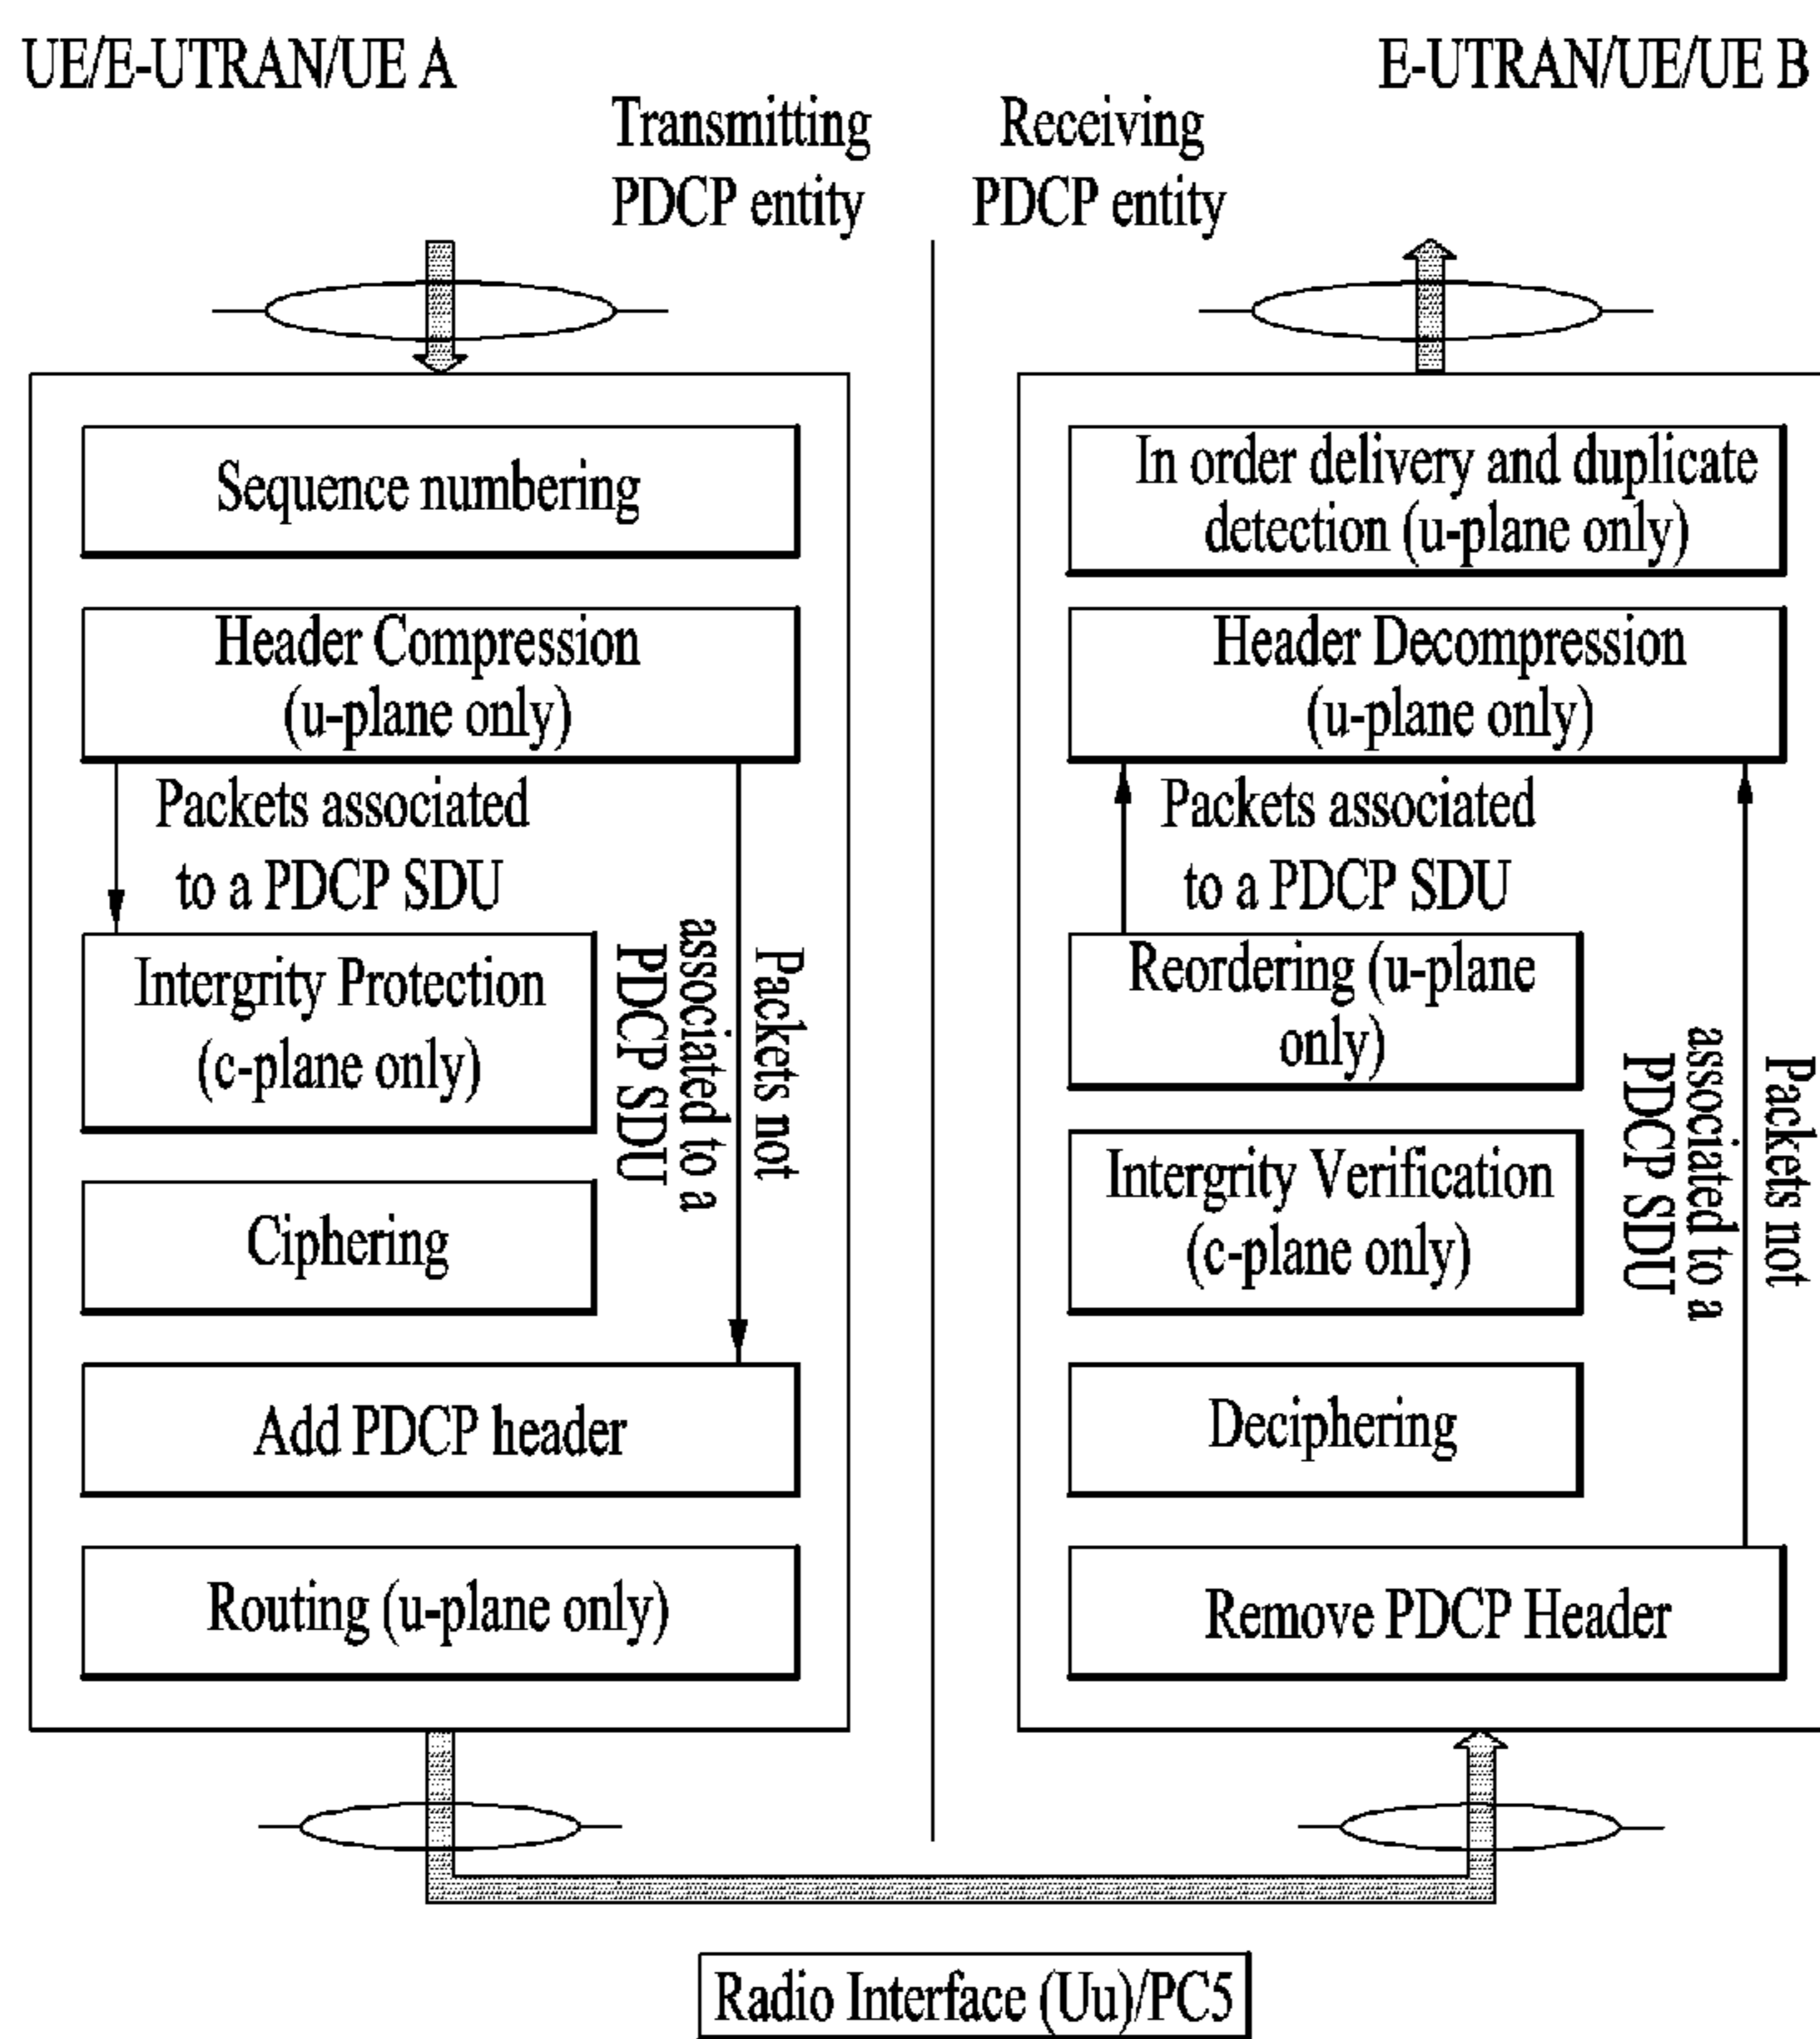 UE/E-UTRAN/UE A
E-UTRAN/UE/UE B
Transmitting
PDCP entity
Receiving
PDCP entity
Sequence numbering
Header Compression
(u-plane only)
Packets associated
to a PDCP SDU
Packets not
associated to a
PDCP SDU
Intergrity Protection
(c-plane only)
Ciphering
Add PDCP header
Routing (u-plane only)
In order delivery and duplicate
detection (u-plane only)
Header Decompression
(u-plane only)
Packets associated
to a PDCP SDU
Packets not
associated to a
PDCP SDU
Reordering (u-plane
only)
Intergrity Verification
(c-plane only)
Deciphering
Remove PDCP Header
Radio Interface (Uu)/PC5